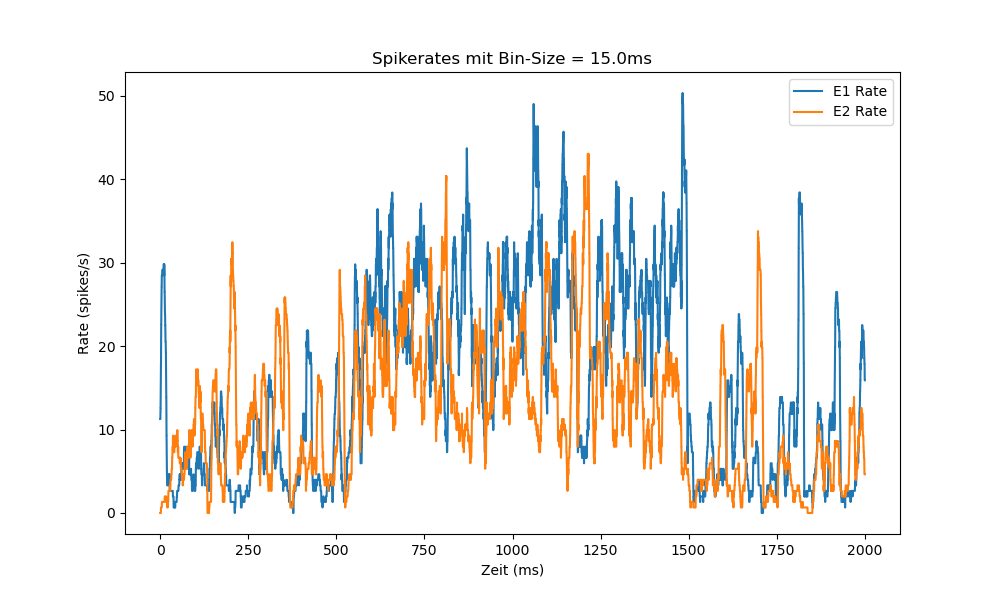 Spikerates mit Bin-Size = 15.0ms
E1 Rate
E2 Rate
Rate (spikes/s)
50
40
30
20
10
0
0 250 500 750 1000 1250 1500 1750 2000
Zeit (ms)